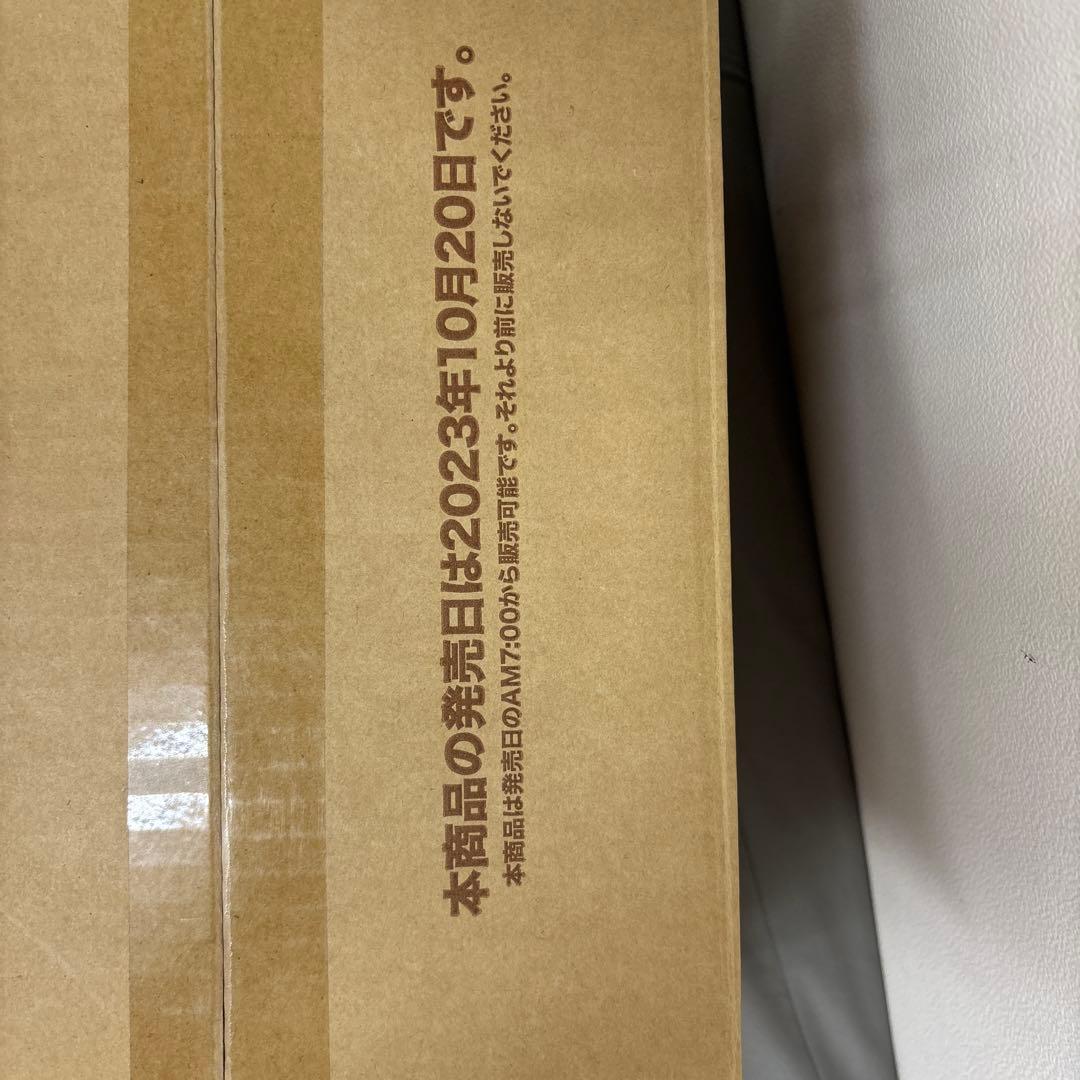 本商品の発売日は2023年10月20日です。
本商品は発売日のAM7:00から販売可能です。それより前に販売しないでください。